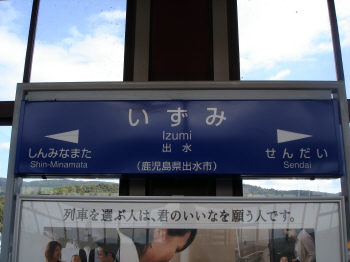 いずみ
Izumi
出水
しんみなまた
Shin-Minamata
せんだい
Sendai
(鹿児島県出水市)
列車を選ぶ人は、君のいいなを願う人です。